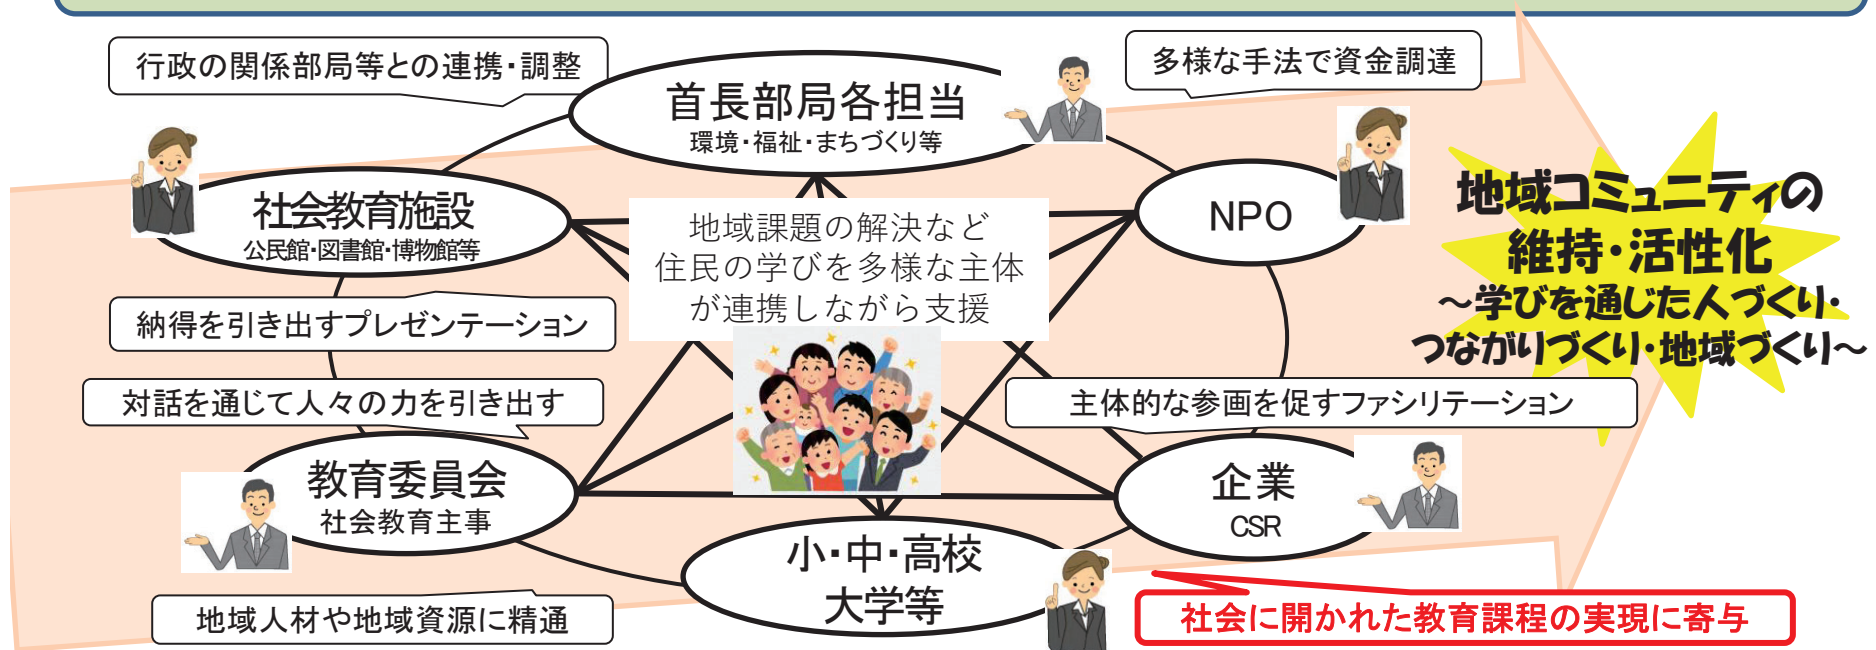 行政の関係部局等との連携・調整
首長部局各担当
環境・福祉・まちづくり等
多様な手法で資金調達
社会教育施設
公民館・図書館・博物館等
地域課題の解決など
住民の学びを多様な主体
が連携しながら支援
NPO
地域コミュニティの
維持・活性化
～学びを通じた人づくり・
つながりづくり・地域づくり～
納得を引き出すプレゼンテーション
対話を通じて人々の力を引き出す
主体的な参画を促すファシリテーション
教育委員会
社会教育主事
企業
CSR
小・中・高校
大学等
地域人材や地域資源に精通
社会に開かれた教育課程の実現に寄与